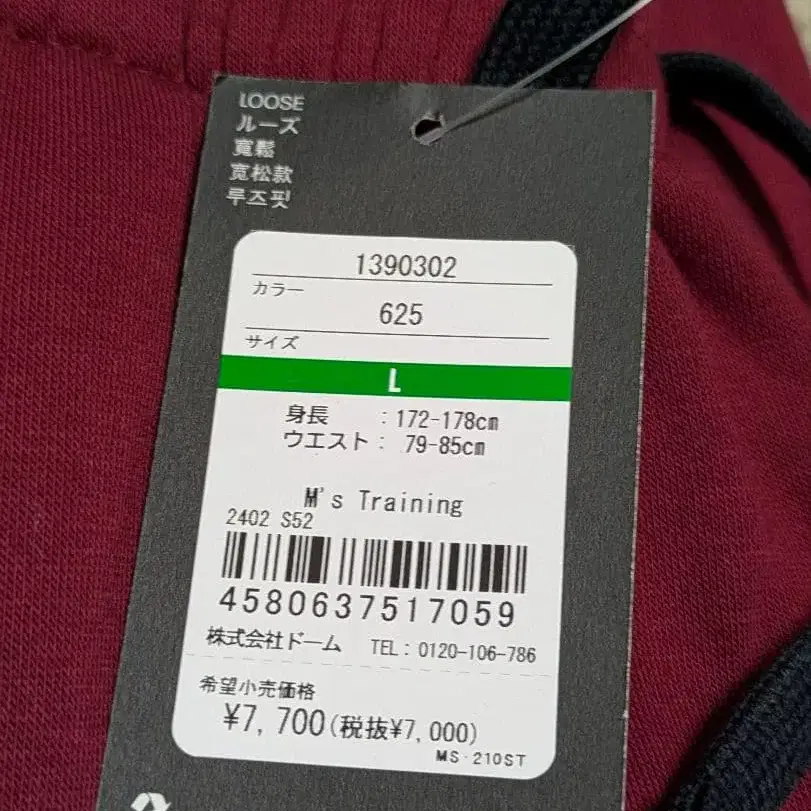 LOOSE
ルーズ
寬鬆
宽松款
루즈핏
1390302
カラー
625
サイズ
L
身長 : 172-178cm
ウエスト : 79-85cm
M's Training
2402 S52
4580637517059
株式会社ドーム TEL : 0120-106-786
希望小売価格
¥7,700(税抜¥7,000)
MS-210ST